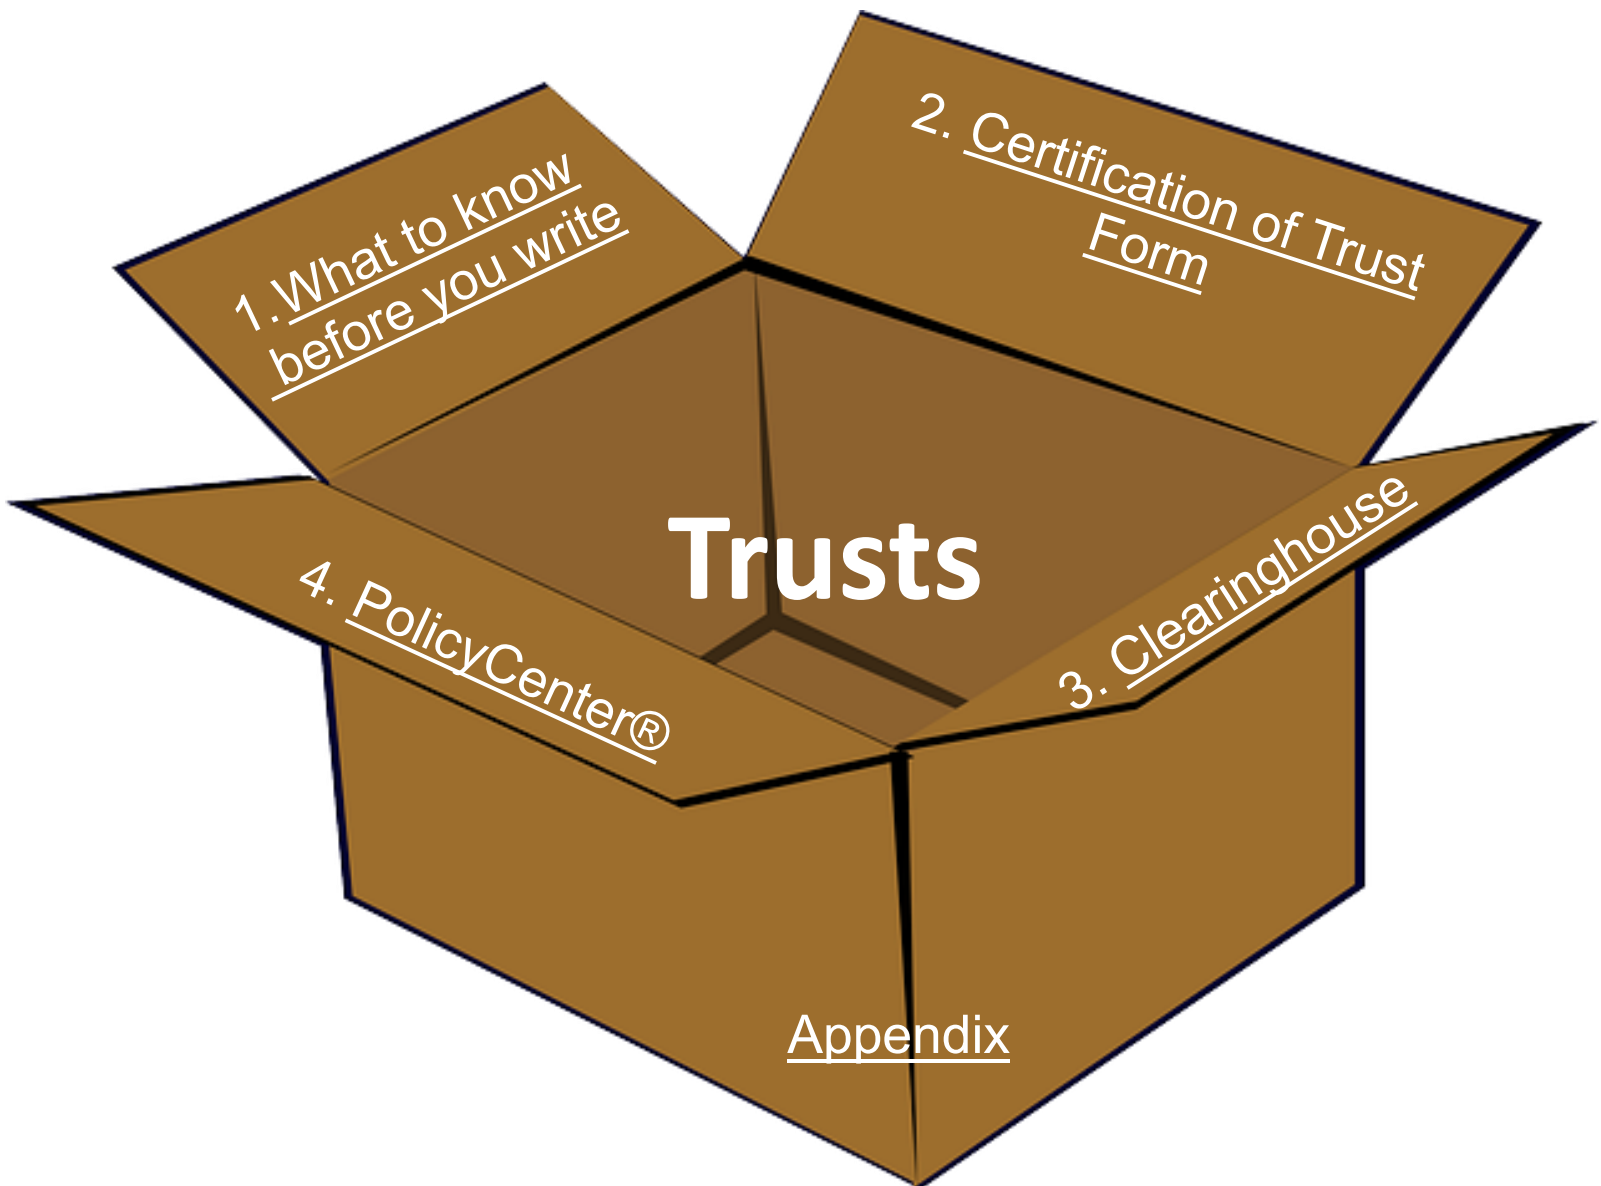 1.What to know
before you write
2. Certification of Trust
Form
Trusts
3. Clearinghouse
4. PolicyCenter®
Appendix